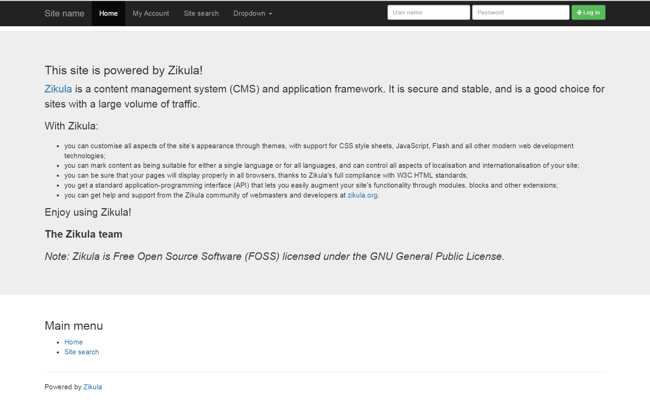 Site name Home My Account Site search Dropdown User name Password Log in
This site is powered by Zikula!
Zikula is a content management system (CMS) and application framework. It is secure and stable, and is a good choice for
sites with a large volume of traffic.
With Zikula:
you can customise all aspects of the site's appearance through themes, with support for CSS style sheets, JavaScript, Flash and all other modern web development
technologies;
you can mark content as being suitable for either a single language or for all languages, and can control all aspects of localisation and internationalisation of your site;
you can be sure that your pages will display properly in all browsers, thanks to Zikula's full compliance with W3C HTML standards;
you get a standard application-programming interface (API) that lets you easily augment your site's functionality through modules, blocks and other extensions;
you can get help and support from the Zikula community of webmasters and developers at zikula.org.
Enjoy using Zikula!
The Zikula team
Note: Zikula is Free Open Source Software (FOSS) licensed under the GNU General Public License.
Main menu
Home
Site search
Powered by Zikula